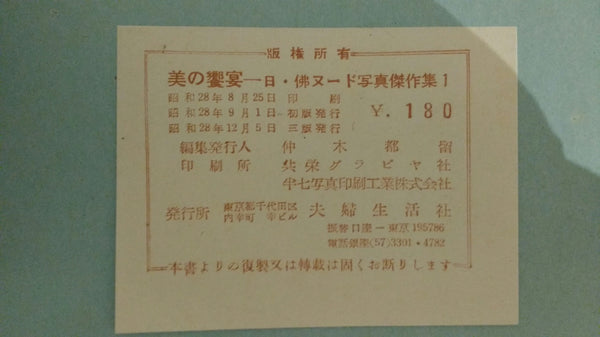 版権所有
美の饗宴—日・佛ヌード写真傑作集1
昭和28年8月25日 印刷
昭和28年9月1日 初版発行
昭和28年12月5日 三版発行
¥. 180
編集発行人 仲木都留
印刷所 共栄グラビヤ社
半七写真印刷工業株式会社
発行所 東京都千代田区内幸町 幸ビル 夫婦生活社
振替口座—東京195786
電話銀座(57)3301・4782
本書よりの復製又は轉載は固くお断りします